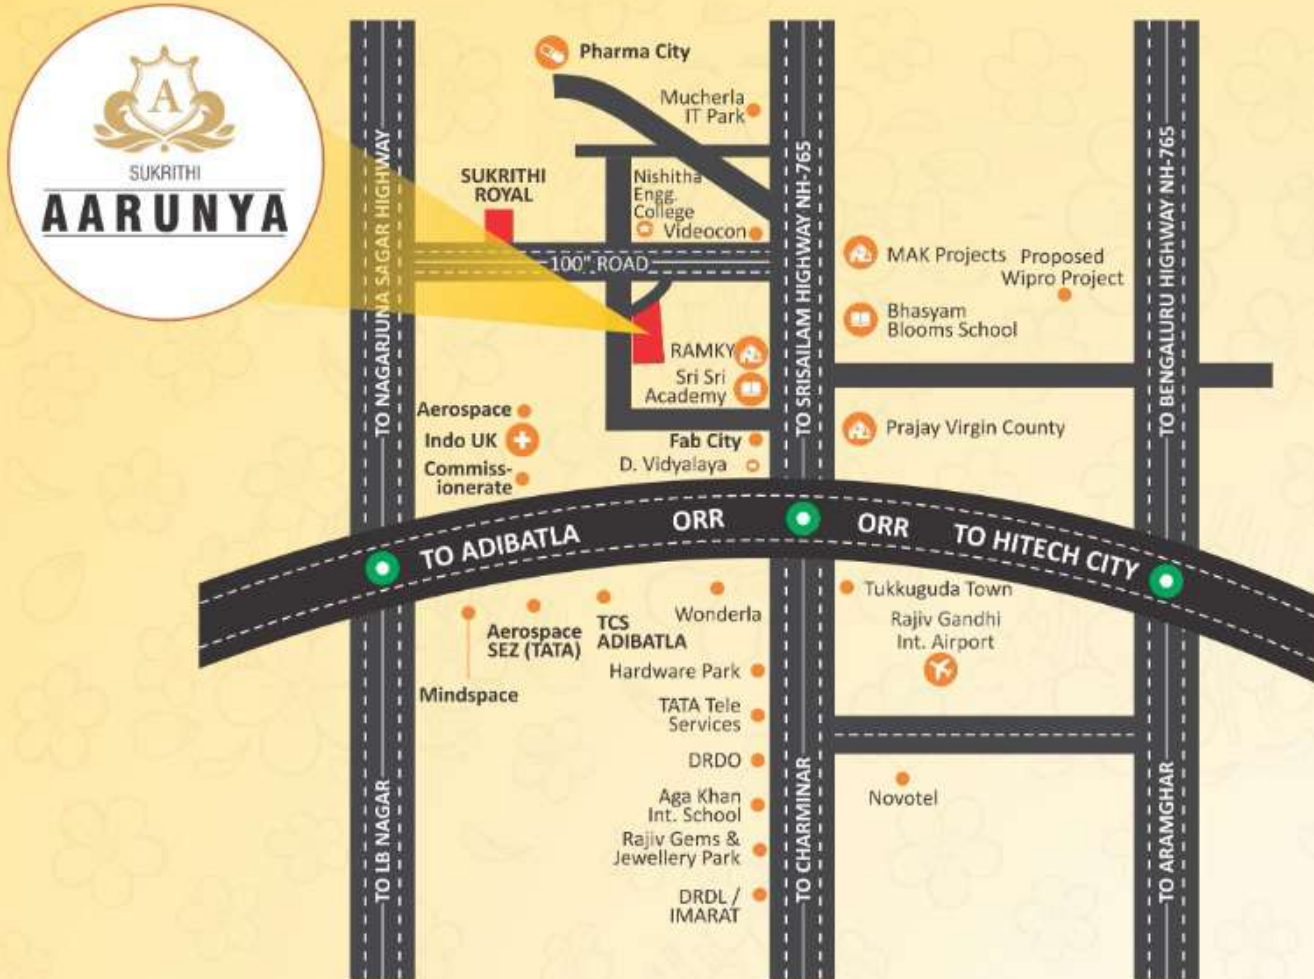 A
SUKRITHI
AARUNYA
Pharma City
Mucherla
IT Park
SUKRITHI
ROYAL
Nishitha
Engg.
College
Videocon
100" ROAD
TO NAGARJUNA SAGAR HIGHWAY
TO SRISAILAM HIGHWAY NH-765
TO BENGALURU HIGHWAY NH-765
MAK Projects
Proposed
Wipro Project
Bhasyam
Blooms School
RAMKY
Sri Sri
Academy
Aerospace
Indo UK
Commiss-
ionerate
Fab City
D. Vidyalaya
Prajay Virgin County
TO ADIBATLA
ORR
ORR
TO HITECH CITY
Mindspace
Aerospace
SEZ (TATA)
TCS
ADIBATLA
Wonderla
Tukkuguda Town
Rajiv Gandhi
Int. Airport
Hardware Park
TATA Tele
Services
DRDO
Aga Khan
Int. School
Rajiv Gems &
Jewellery Park
DRDL /
IMARAT
Novotel
TO LB NAGAR
TO CHARMINAR
TO ARAMGHAR